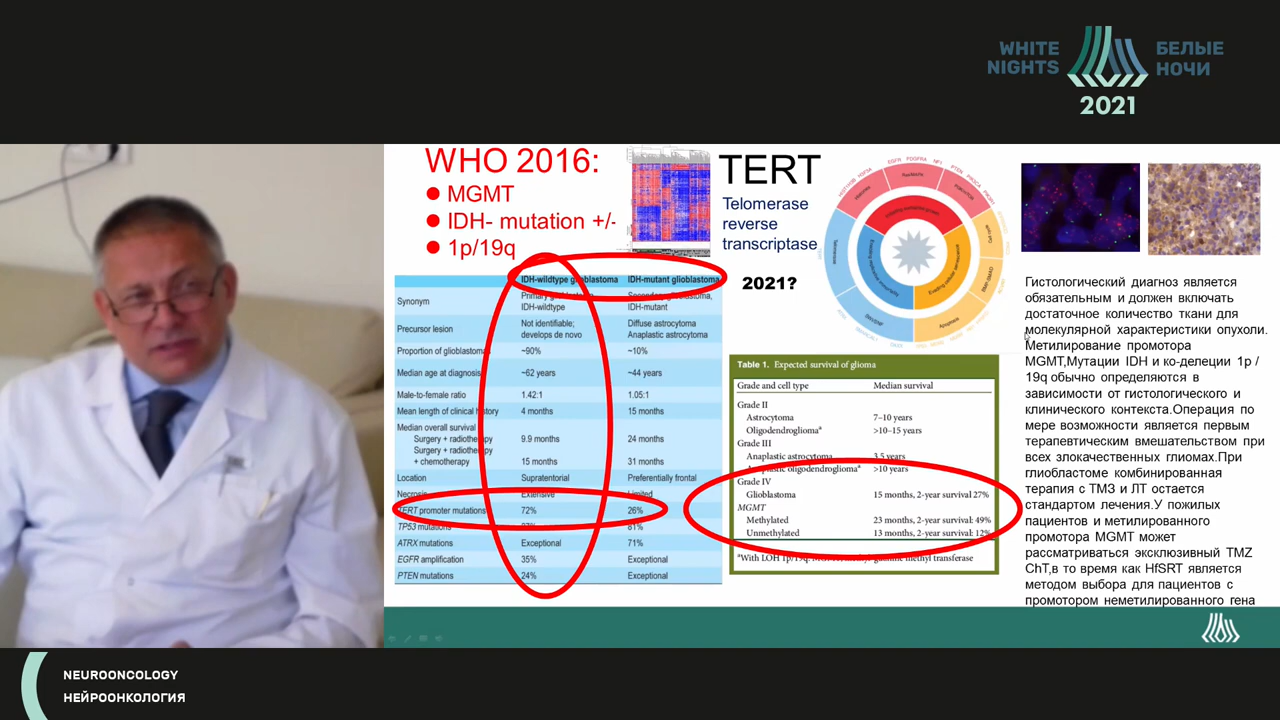 WHITE
NIGHTS
БЕЛЫЕ
НОЧИ
2021
WHO 2016:
● MGMT
● IDH- mutation +/-
● 1p/19q
TERT
Telomerase
reverse
transcriptase
2021?
IDH-wildtype glioblastoma IDH-mutant glioblastoma
Synonym Primary glioblastoma, Secondary glioblastoma,
IDH-wildtype IDH-mutant
Precursor lesion Not identifiable; Diffuse astrocytoma
develops de novo Anaplastic astrocytoma
Proportion of glioblastomas ~90% ~10%
Median age at diagnosis ~62 years ~44 years
Male-to-female ratio 1.42:1 1.05:1
Mean length of clinical history 4 months 15 months
Median overall survival
Surgery + radiotherapy 9.9 months 24 months
Surgery + radiotherapy
+ chemotherapy 15 months 31 months
Location Supratentorial Preferentially frontal
Necrosis Extensive Limited
TERT promoter mutations 72% 26%
TP53 mutations 27% 81%
ATRX mutations Exceptional 71%
EGFR amplification 35% Exceptional
PTEN mutations 24% Exceptional
Table 1. Expected survival of glioma
Grade and cell type Median survival
Grade II
Astrocytoma 7–10 years
Oligodendrogliomaª >10–15 years
Grade III
Anaplastic astrocytoma 3.5 years
Anaplastic oligodendrogliomaª >10 years
Grade IV
Glioblastoma 15 months, 2-year survival 27%
MGMT
Methylated 23 months, 2-year survival: 49%
Unmethylated 13 months, 2-year survival: 12%
ªWith LOH 1p/19q. methyl transferase
Гистологический диагноз является
обязательным и должен включать
достаточное количество ткани для
молекулярной характеристики опухоли.
Метилирование промотора
MGMT,Мутации IDH и ко-делеции 1p /
19q обычно определяются в
зависимости от гистологического и
клинического контекста.Операция по
мере возможности является первым
терапевтическим вмешательством при
всех злокачественных глиомах.При
глиобластоме комбинированная
терапия с ТМЗ и ЛТ остается
стандартом лечения.У пожилых
пациентов и метилированного
промотора MGMT может
рассматриваться эксклюзивный TMZ
ChT,в то время как HfSRT является
методом выбора для пациентов с
промотором неметилированного гена
NEUROONCOLOGY
НЕЙРООНКОЛОГИЯ